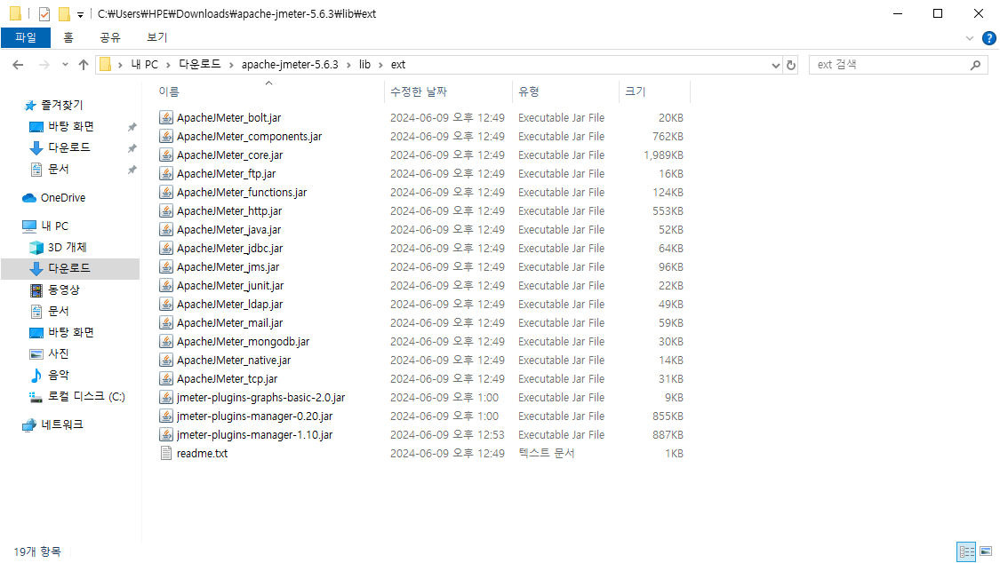 C:₩Users₩HPE₩Downloads₩apache-jmeter-5.6.3₩lib₩ext
파일 홈 공유 보기
내 PC > 다운로드 > apache-jmeter-5.6.3 > lib > ext
ext 검색
이름 수정한 날짜 유형 크기
즐겨찾기
바탕 화면
다운로드
문서
OneDrive
내 PC
3D 개체
다운로드
동영상
문서
바탕 화면
사진
음악
로컬 디스크 (C:)
네트워크
ApacheJMeter_bolt.jar 2024-06-09 오후 12:49 Executable Jar File 20KB
ApacheJMeter_components.jar 2024-06-09 오후 12:49 Executable Jar File 762KB
ApacheJMeter_core.jar 2024-06-09 오후 12:49 Executable Jar File 1,989KB
ApacheJMeter_ftp.jar 2024-06-09 오후 12:49 Executable Jar File 16KB
ApacheJMeter_functions.jar 2024-06-09 오후 12:49 Executable Jar File 124KB
ApacheJMeter_http.jar 2024-06-09 오후 12:49 Executable Jar File 553KB
ApacheJMeter_java.jar 2024-06-09 오후 12:49 Executable Jar File 52KB
ApacheJMeter_jdbc.jar 2024-06-09 오후 12:49 Executable Jar File 64KB
ApacheJMeter_jms.jar 2024-06-09 오후 12:49 Executable Jar File 96KB
ApacheJMeter_junit.jar 2024-06-09 오후 12:49 Executable Jar File 22KB
ApacheJMeter_ldap.jar 2024-06-09 오후 12:49 Executable Jar File 49KB
ApacheJMeter_mail.jar 2024-06-09 오후 12:49 Executable Jar File 59KB
ApacheJMeter_mongodb.jar 2024-06-09 오후 12:49 Executable Jar File 30KB
ApacheJMeter_native.jar 2024-06-09 오후 12:49 Executable Jar File 14KB
ApacheJMeter_tcp.jar 2024-06-09 오후 12:49 Executable Jar File 31KB
jmeter-plugins-graphs-basic-2.0.jar 2024-06-09 오후 1:00 Executable Jar File 9KB
jmeter-plugins-manager-0.20.jar 2024-06-09 오후 1:00 Executable Jar File 855KB
jmeter-plugins-manager-1.10.jar 2024-06-09 오후 12:53 Executable Jar File 887KB
readme.txt 2024-06-09 오후 12:49 텍스트 문서 1KB
19개 항목